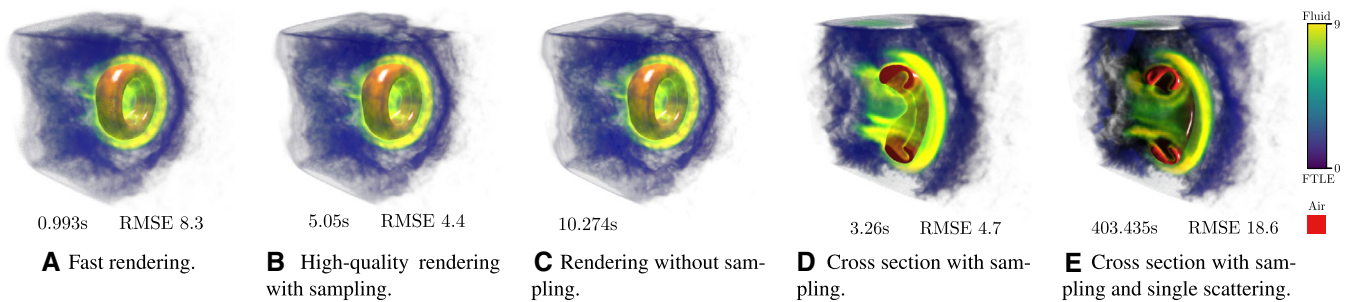 Fluid
9
0
FTLE
Air
0.993s RMSE 8.3
5.05s RMSE 4.4
10.274s
3.26s RMSE 4.7
403.435s RMSE 18.6
A Fast rendering.
B High-quality rendering
with sampling.
C Rendering without sam-
pling.
D Cross section with sam-
pling.
E Cross section with sam-
pling and single scattering.